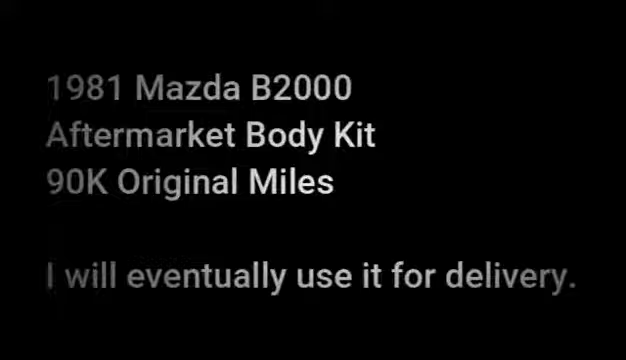 1981 Mazda B2000
Aftermarket Body Kit
90K Original Miles
I will eventually use it for delivery.